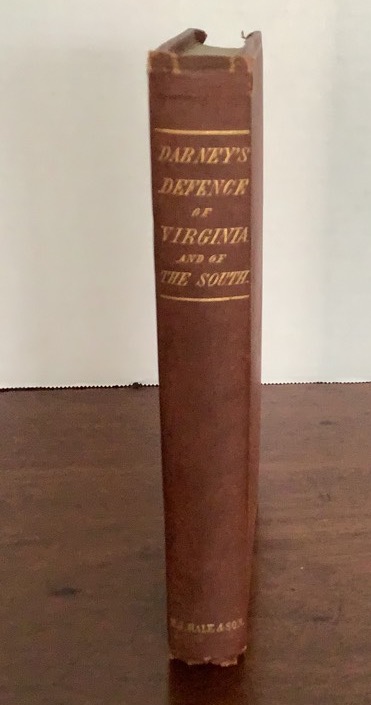 DABNEY'S
DEFENCE
OF
VIRGINIA
AND OF
THE SOUTH.
E.J. HALE & SON.